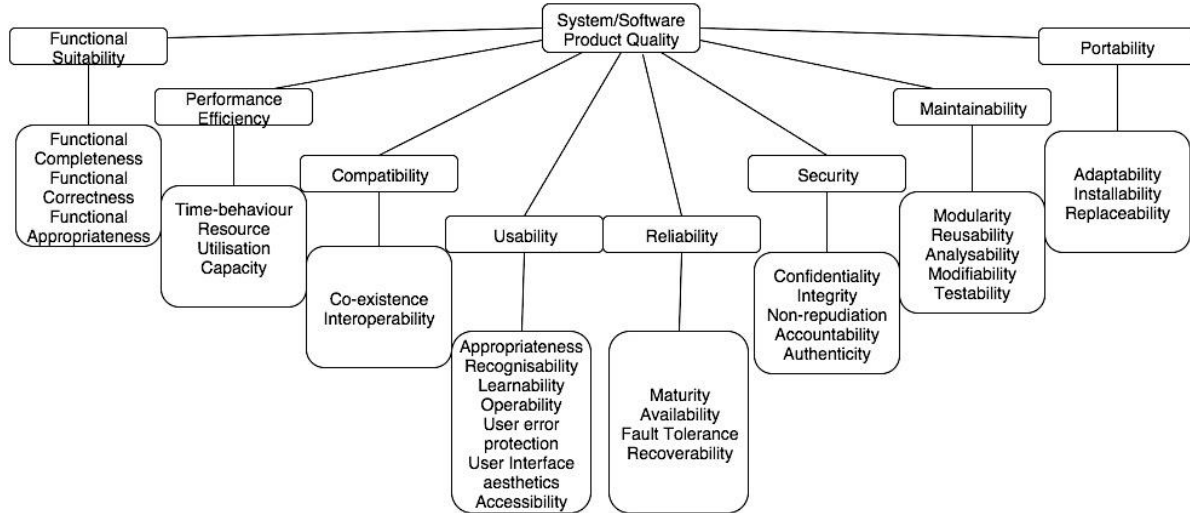 System/Software
Product Quality
Functional
Suitability
Portability
Performance
Efficiency
Maintainability
Functional
Completeness
Functional
Correctness
Functional
Appropriateness
Adaptability
Installability
Replaceability
Compatibility
Security
Time-behaviour
Resource
Utilisation
Capacity
Modularity
Reusability
Analysability
Modifiability
Testability
Usability
Reliability
Confidentiality
Integrity
Non-repudiation
Accountability
Authenticity
Co-existence
Interoperability
Appropriateness
Recognisability
Learnability
Operability
User error
protection
User Interface
aesthetics
Accessibility
Maturity
Availability
Fault Tolerance
Recoverability